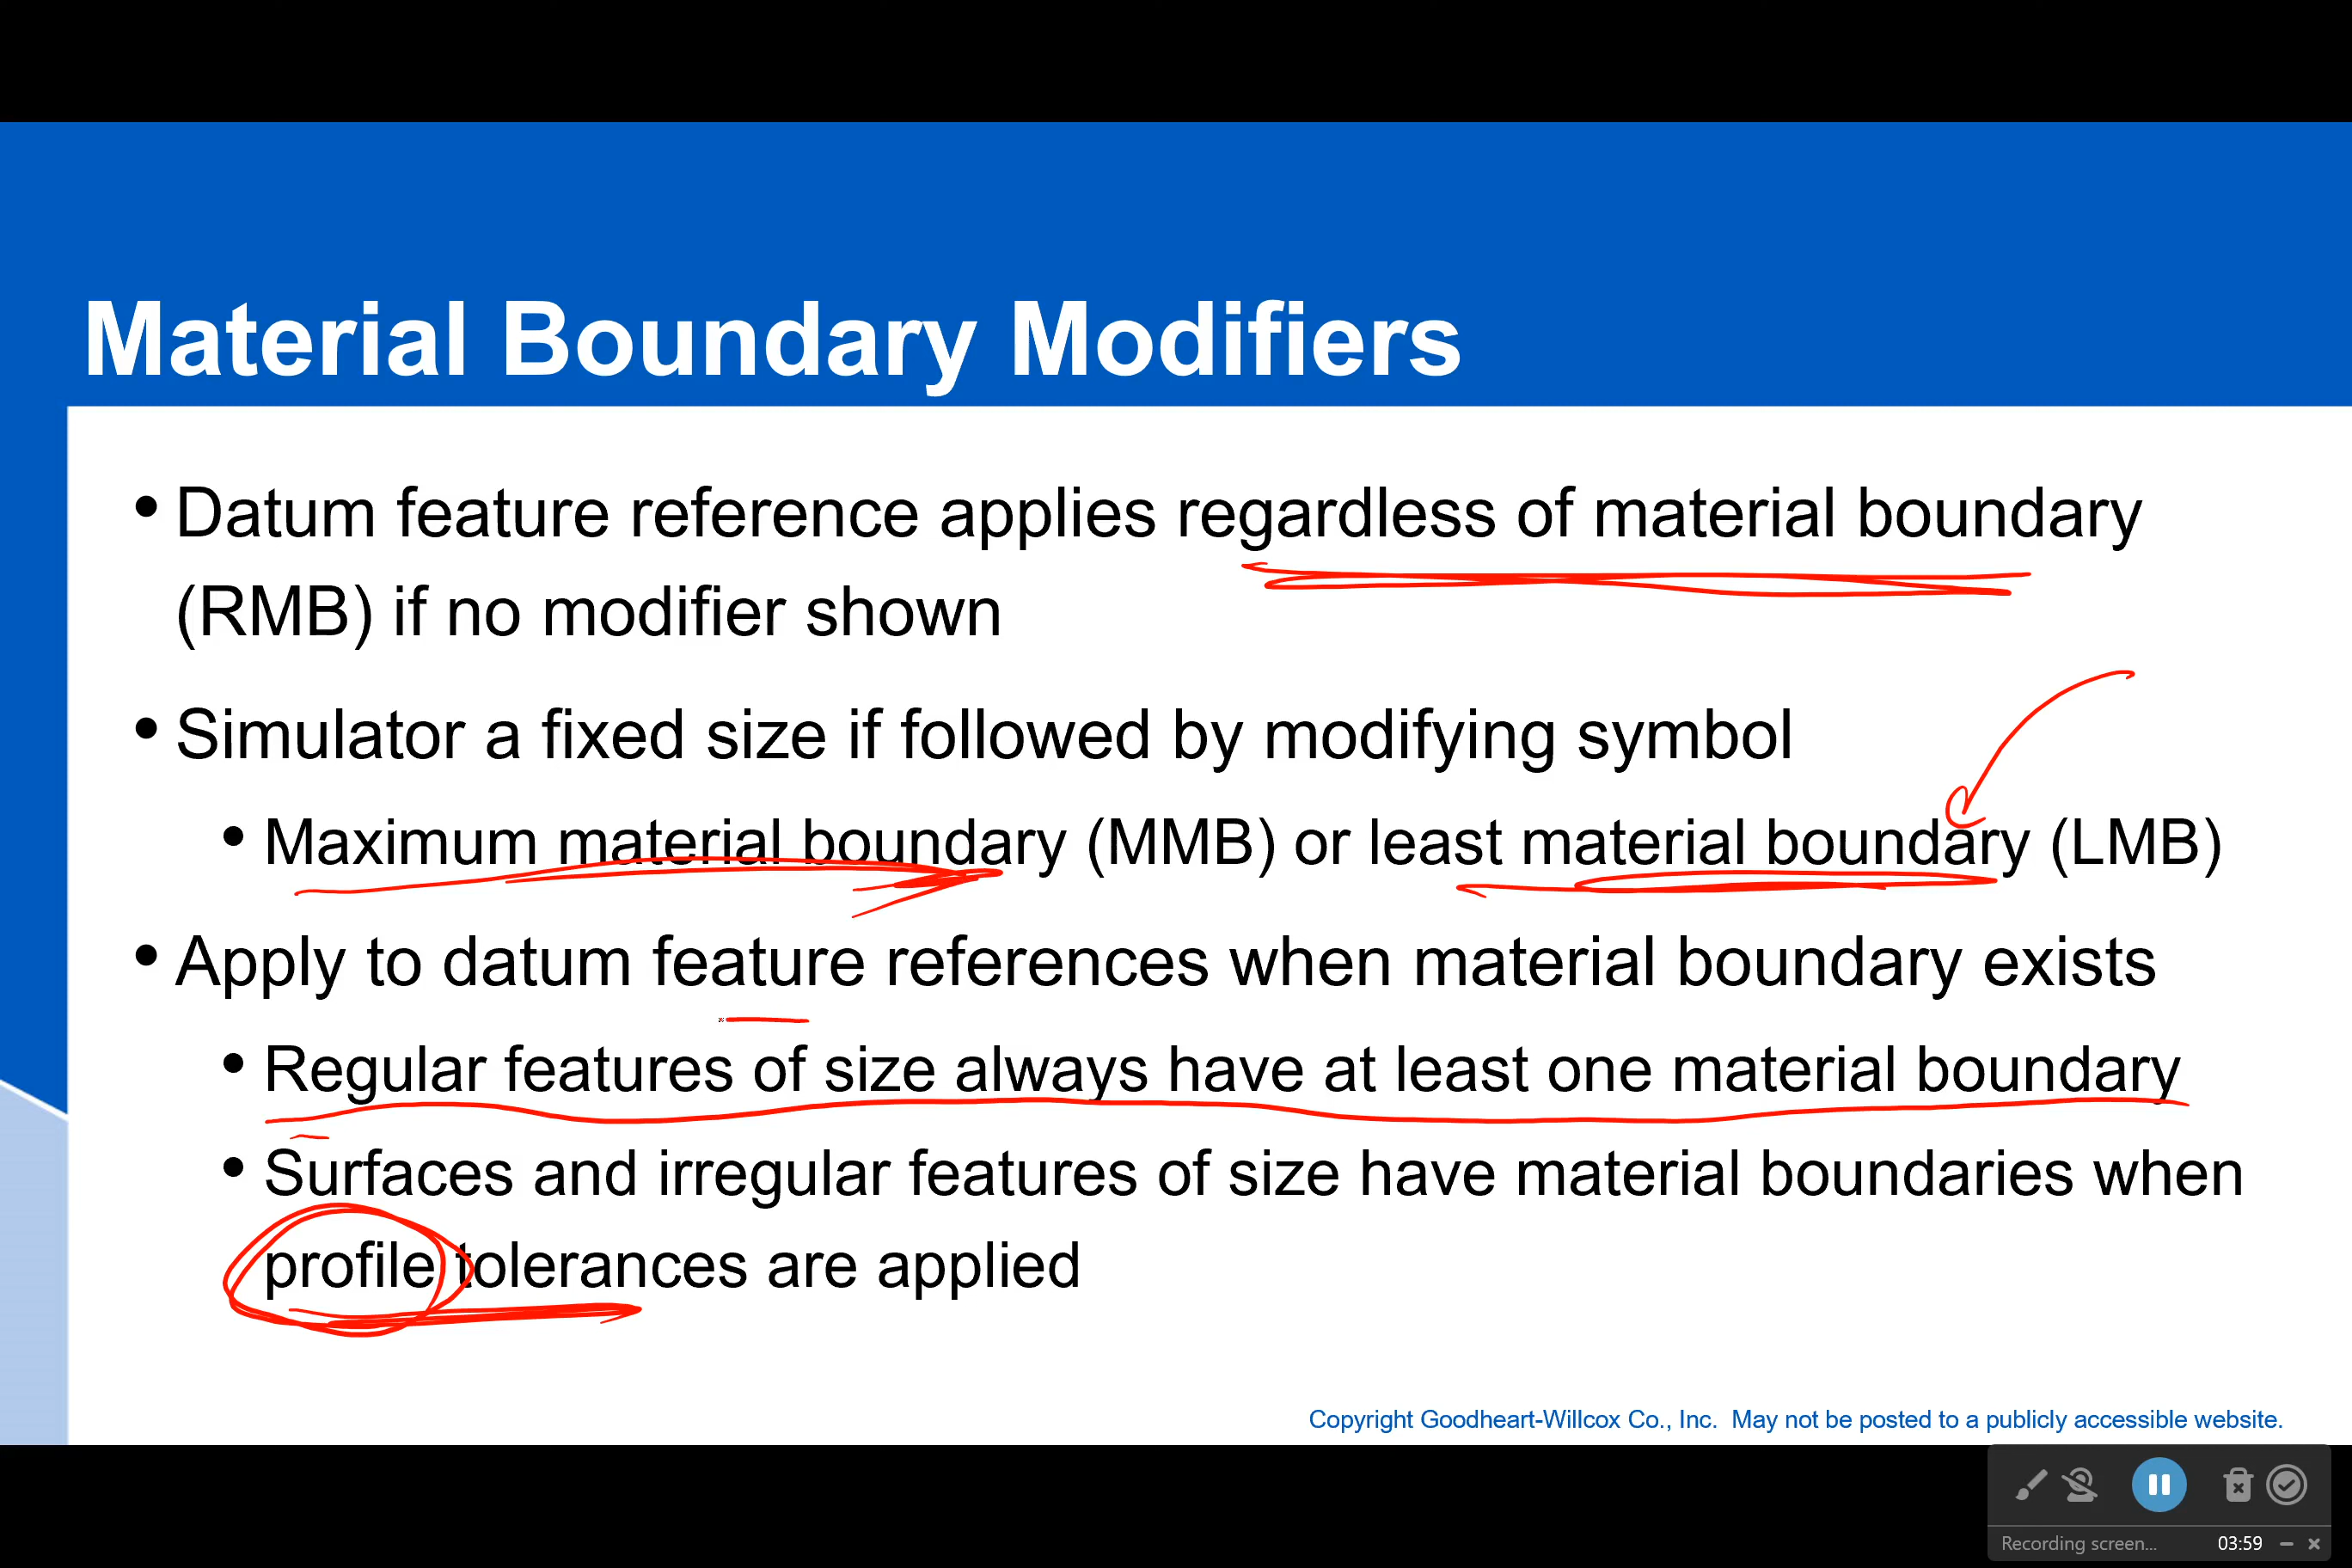 Material Boundary Modifiers
• Datum feature reference applies regardless of material boundary
(RMB) if no modifier shown
• Simulator a fixed size if followed by modifying symbol
• Maximum material boundary (MMB) or least material boundary (LMB)
• Apply to datum feature references when material boundary exists
• Regular features of size always have at least one material boundary
• Surfaces and irregular features of size have material boundaries when
profile tolerances are applied
Copyright Goodheart-Willcox Co., Inc. May not be posted to a publicly accessible website.
Recording screen... 03:59